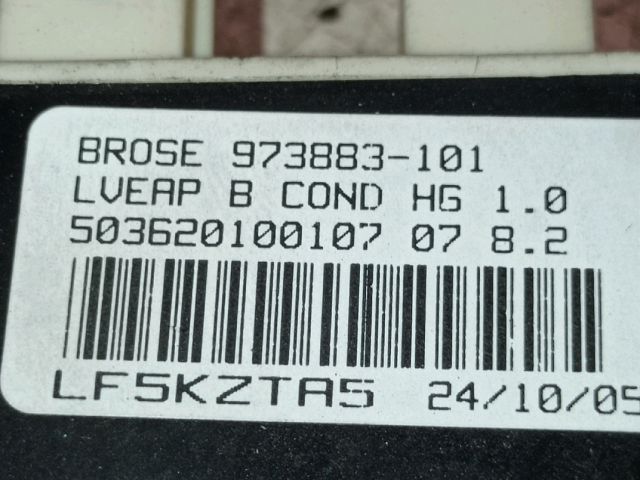 BROSE 973883-101
LVEAP B COND HG 1.0
503620100107 07 8.2
LF5KZTA5 24/10/05